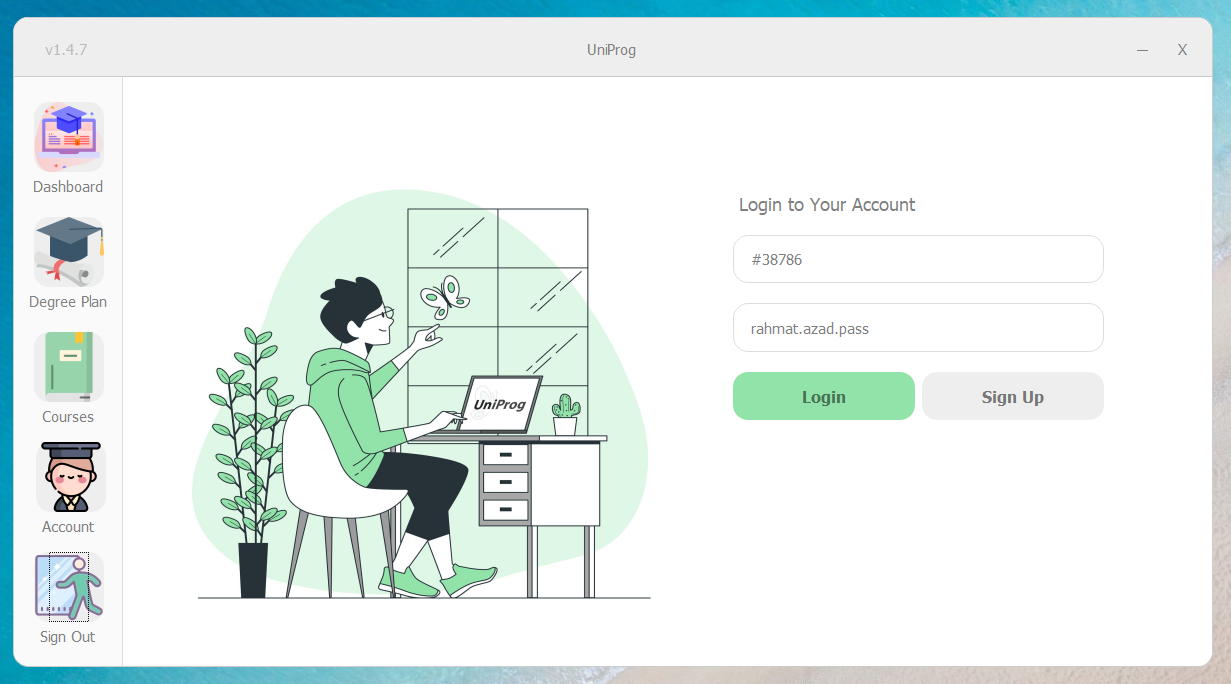 v1.4.7
UniProg
X
Dashboard
Degree Plan
Courses
Account
Sign Out
UniProg
Login to Your Account
#38786
rahmat.azad.pass
Login
Sign Up